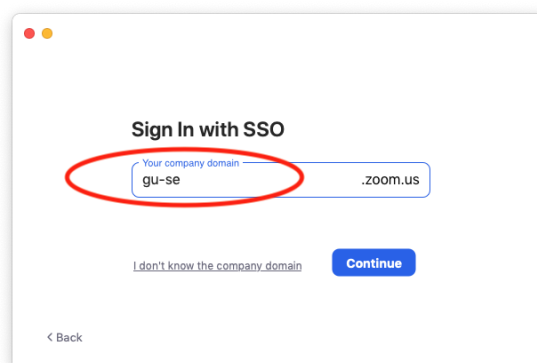 Sign In with SSO
Your company domain
gu-se .zoom.us
I don't know the company domain Continue
< Back